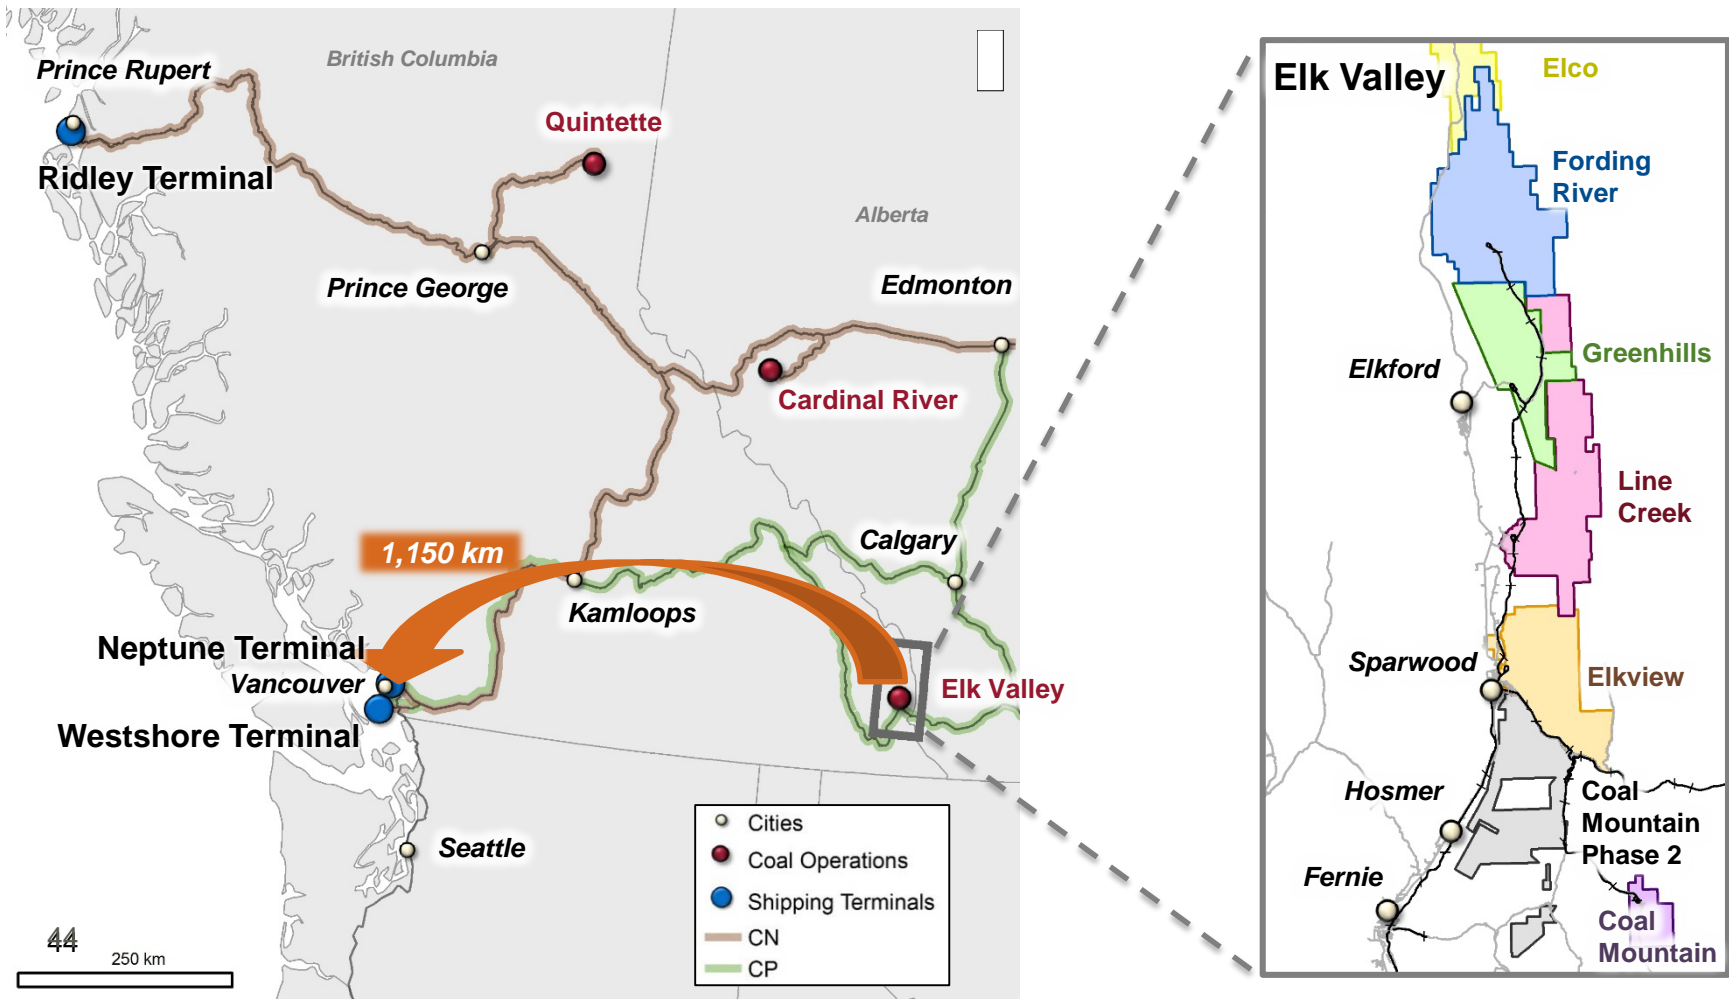 British Columbia
Prince Rupert
Quintette
Ridley Terminal
Alberta
Prince George
Edmonton
Cardinal River
1,150 km
Calgary
Kamloops
Neptune Terminal
Vancouver
Elk Valley
Westshore Terminal
Seattle
Cities
Coal Operations
Shipping Terminals
CN
CP
44
250 km
Elk Valley
Elco
Fording
River
Greenhills
Elkford
Line
Creek
Sparwood
Elkview
Hosmer
Coal
Mountain
Phase 2
Fernie
Coal
Mountain